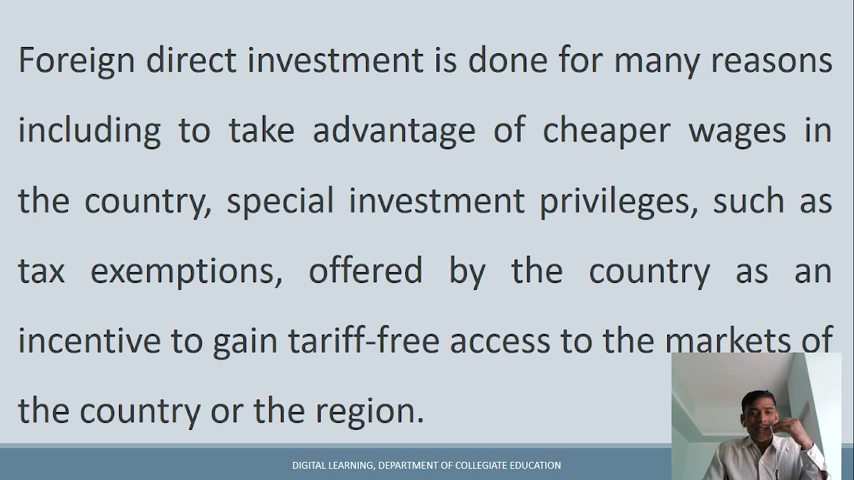 Foreign direct investment is done for many reasons
including to take advantage of cheaper wages in
the country, special investment privileges, such as
tax exemptions, offered by the country as an
incentive to gain tariff-free access to the markets of
the country or the region.
DIGITAL LEARNING, DEPARTMENT OF COLLEGIATE EDUCATION